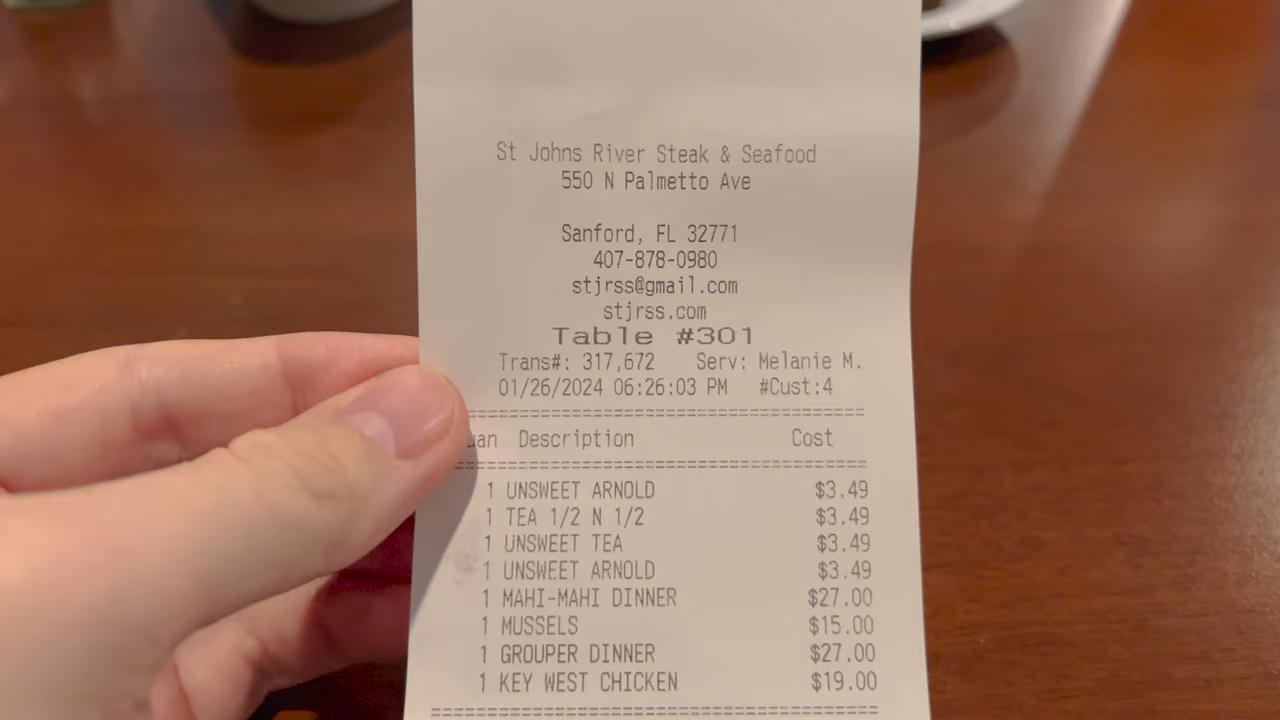 St Johns River Steak & Seafood
550 N Palmetto Ave
Sanford, FL 32771
407-878-0980
stjrss@gmail.com
stjrss.com
Table #301
Trans#: 317,672 Serv: Melanie M.
01/26/2024 06:26:03 PM #Cust:4
==========================================
uan Description Cost
==========================================
1 UNSWEET ARNOLD $3.49
1 TEA 1/2 N 1/2 $3.49
1 UNSWEET TEA $3.49
1 UNSWEET ARNOLD $3.49
1 MAHI-MAHI DINNER $27.00
1 MUSSELS $15.00
1 GROUPER DINNER $27.00
1 KEY WEST CHICKEN $19.00
==========================================